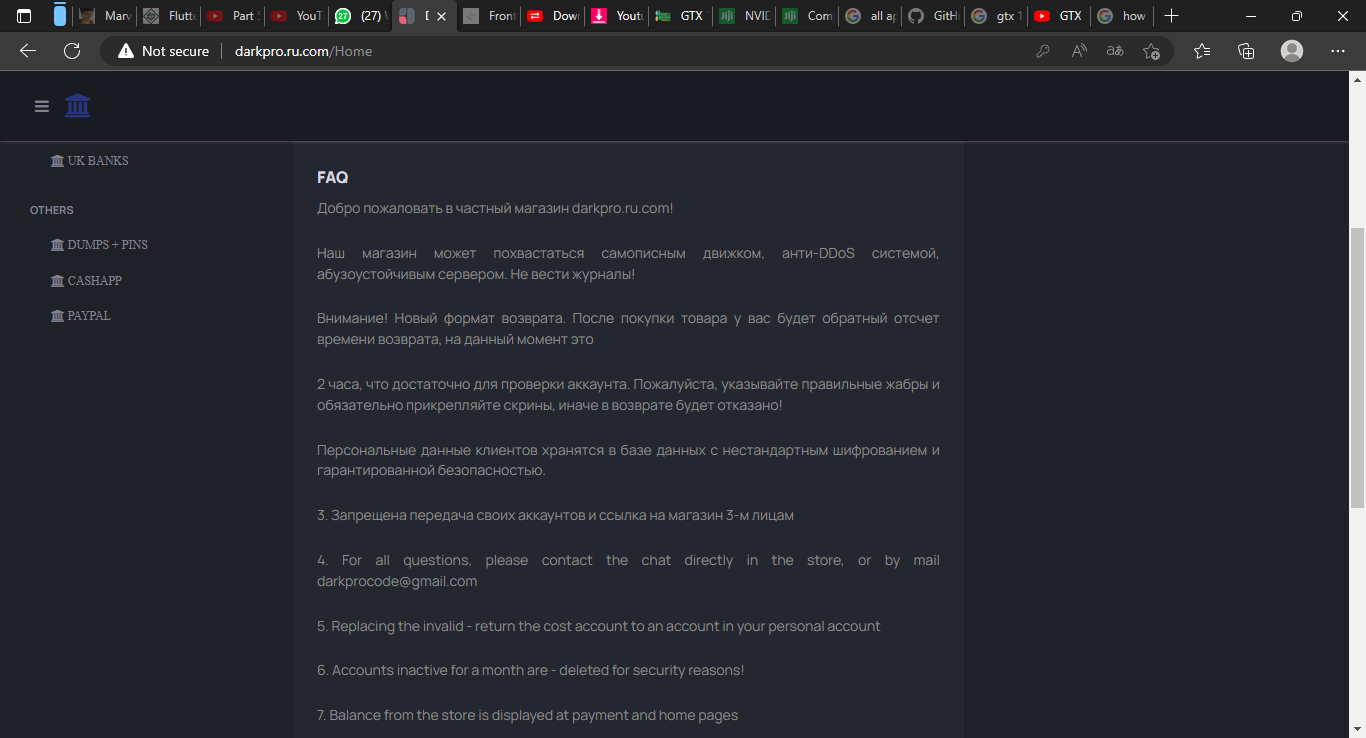 Marv
Flutte
Part
YouT
(27)
Fron
Dow
Youtu
GTX
NVID
Com
all ap
GitHu
gtx 1
GTX
how
Not secure
darkpro.ru.com/Home
UK BANKS
OTHERS
DUMPS + PINS
CASHAPP
PAYPAL
FAQ
Добро пожаловать в частный магазин darkpro.ru.com!
Наш магазин может похвастаться самописным движком, анти-DDoS системой,
абузоустойчивым сервером. Не вести журналы!
Внимание! Новый формат возврата. После покупки товара у вас будет обратный отсчет
времени возврата, на данный момент это
2 часа, что достаточно для проверки аккаунта. Пожалуйста, указывайте правильные жабры и
обязательно прикрепляйте скрины, иначе в возврате будет отказано!
Персональные данные клиентов хранятся в базе данных с нестандартным шифрованием и
гарантированной безопасностью.
3. Запрещена передача своих аккаунтов и ссылка на магазин 3-м лицам
4. For all questions, please contact the chat directly in the store, or by mail
darkprocode@gmail.com
5. Replacing the invalid - return the cost account to an account in your personal account
6. Accounts inactive for a month are - deleted for security reasons!
7. Balance from the store is displayed at payment and home pages